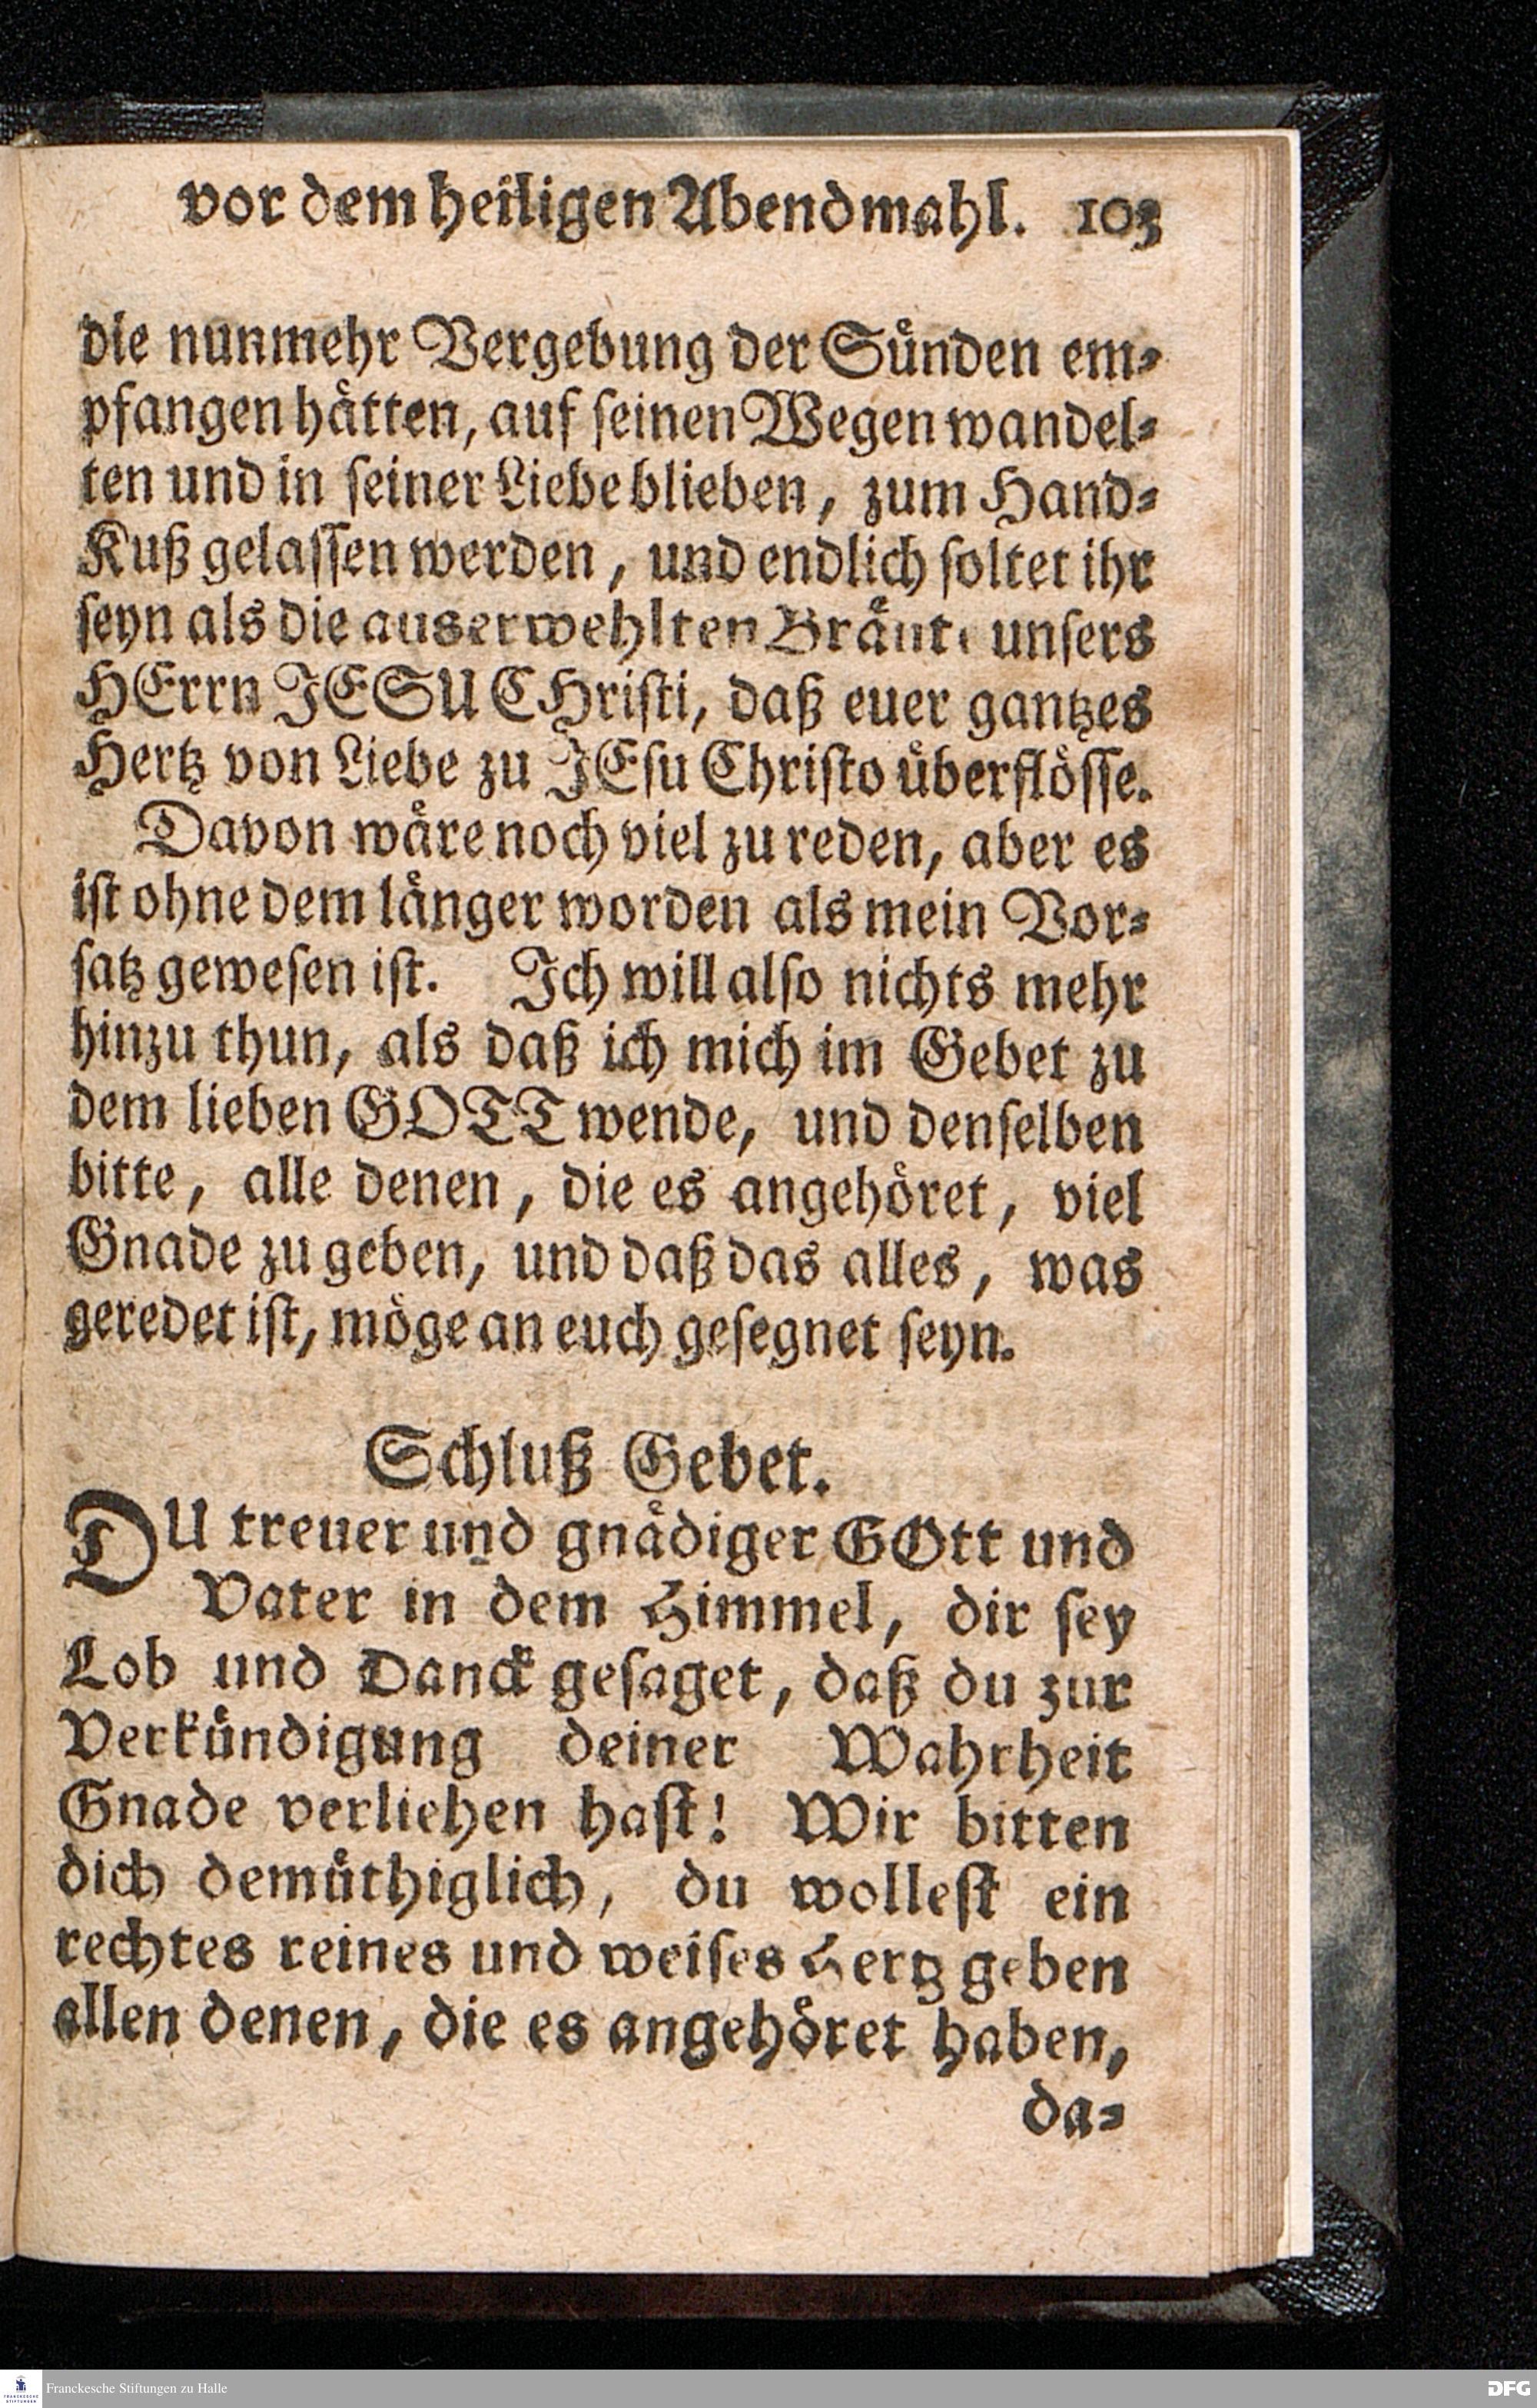 vor dem heiligen Abendmahl. 103
die nunmehr Vergebung der Sünden em-
pfangen hätten, auf seinen Wegen wandel-
ten und in seiner Liebe blieben, zum Hand-
Kuß gelassen werden, und endlich soltet ihr
seyn als die auserwehlten Bräute unsers
HErrn JESU CHristi, daß euer gantzes
Hertz von Liebe zu JEsu Christo überflösse.
Davon wäre noch viel zu reden, aber es
ist ohne dem länger worden als mein Vor-
satz gewesen ist. Ich will also nichts mehr
hinzu thun, als daß ich mich im Gebet zu
dem lieben GOTT wende, und denselben
bitte, alle denen, die es angehöret, viel
Gnade zu geben, und daß das alles, was
geredet ist, möge an euch gesegnet seyn.
Schluß Gebet.
DU treuer und gnädiger GOtt und
Vater in dem Himmel, dir sey
Lob und Danck gesaget, daß du zur
Verkündigung deiner Wahrheit
Gnade verliehen hast! Wir bitten
dich demüthiglich, du wollest ein
rechtes reines und weises Hertz geben
allen denen, die es angehöret haben,
da-
Franckesche Stiftungen zu Halle
DFG